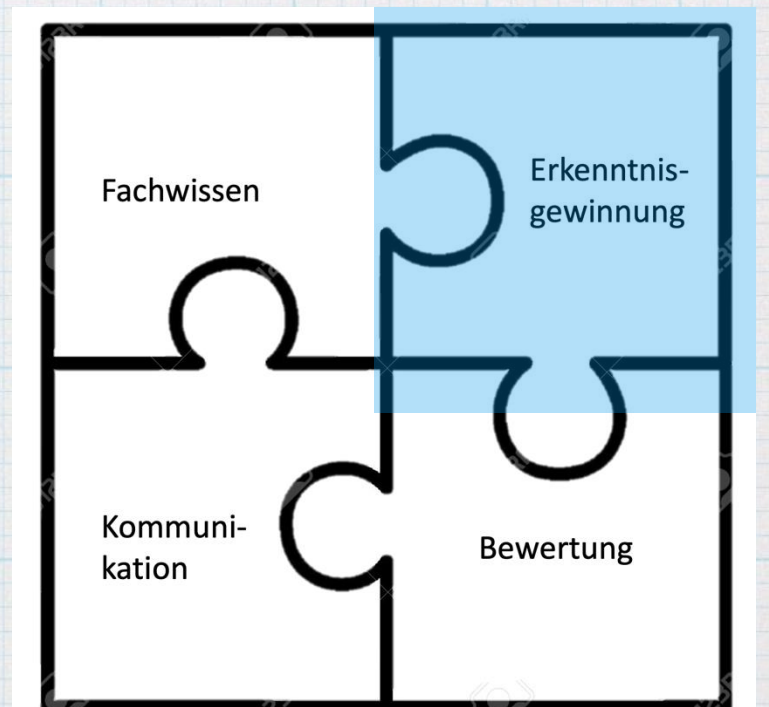 Fachwissen
Erkenntnis-
gewinnung
Kommuni-
kation
Bewertung